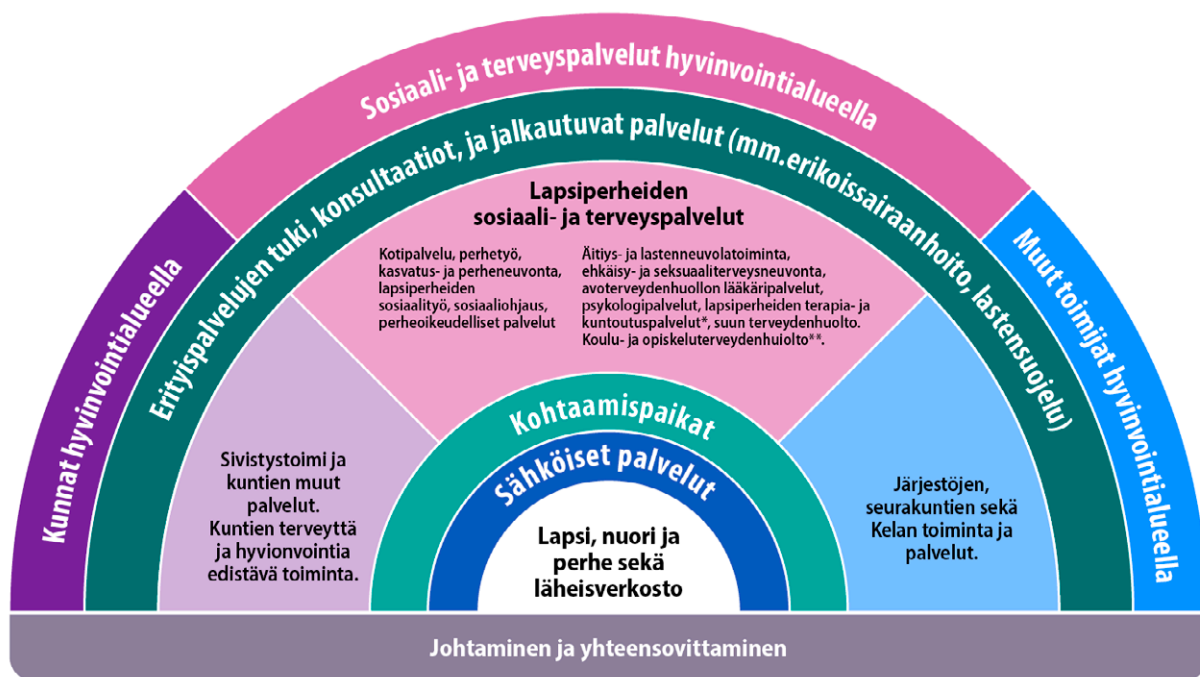 Sosiaali- ja terveyspalvelut hyvinvointialueella
Kunnat hyvinvointialueella
Muut toimijat hyvinvointialueella
Erityispalvelujen tuki, konsultaatiot, ja jalkautuvat palvelut (mm.erikoissairaanhoito, lastensuojelu)
Lapsiperheiden
sosiaali- ja terveyspalvelut
Kotipalvelu, perhetyö,
kasvatus- ja perheneuvonta,
lapsiperheiden
sosiaalityö, sosiaaliohjaus,
perheoikeudelliset palvelut
Äitiys- ja lastenneuvolatoiminta,
ehkäisy- ja seksuaaliterveysneuvonta,
avoterveydenhuollon lääkäripalvelut,
psykologipalvelut, lapsiperheiden terapia- ja
kuntoutuspalvelut*, suun terveydenhuolto.
Koulu- ja opiskeluterveydenhuiolto**.
Sivistystoimi ja
kuntien muut
palvelut.
Kuntien terveyttä
ja hyvionvointia
edistävä toiminta.
Järjestöjen,
seurakuntien sekä
Kelan toiminta ja
palvelut.
Kohtaamispaikat
Sähköiset palvelut
Lapsi, nuori ja
perhe sekä
läheisverkosto
Johtaminen ja yhteensovittaminen